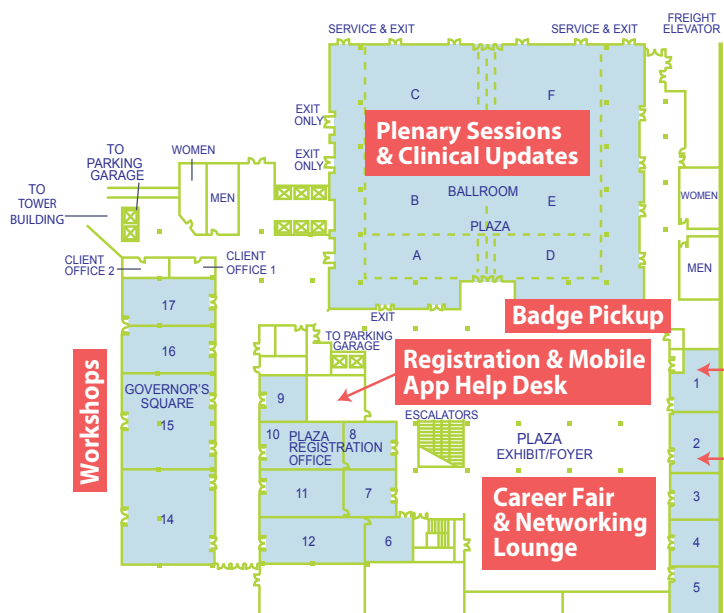 SERVICE & EXIT
SERVICE & EXIT
FREIGHT
ELEVATOR
C
F
EXIT
ONLY
EXIT
ONLY
Plenary Sessions
& Clinical Updates
BALLROOM
B
E
PLAZA
A
D
TO
PARKING
GARAGE
WOMEN
MEN
TO
TOWER
BUILDING
WOMEN
MEN
CLIENT
OFFICE 2
CLIENT
OFFICE 1
17
16
GOVERNOR'S
SQUARE
15
14
Workshops
EXIT
TO PARKING
GARAGE
Badge Pickup
Registration & Mobile
App Help Desk
9
10
8
PLAZA
REGISTRATION
OFFICE
11
7
12
6
ESCALATORS
PLAZA
EXHIBIT/FOYER
Career Fair
& Networking
Lounge
1
2
3
4
5